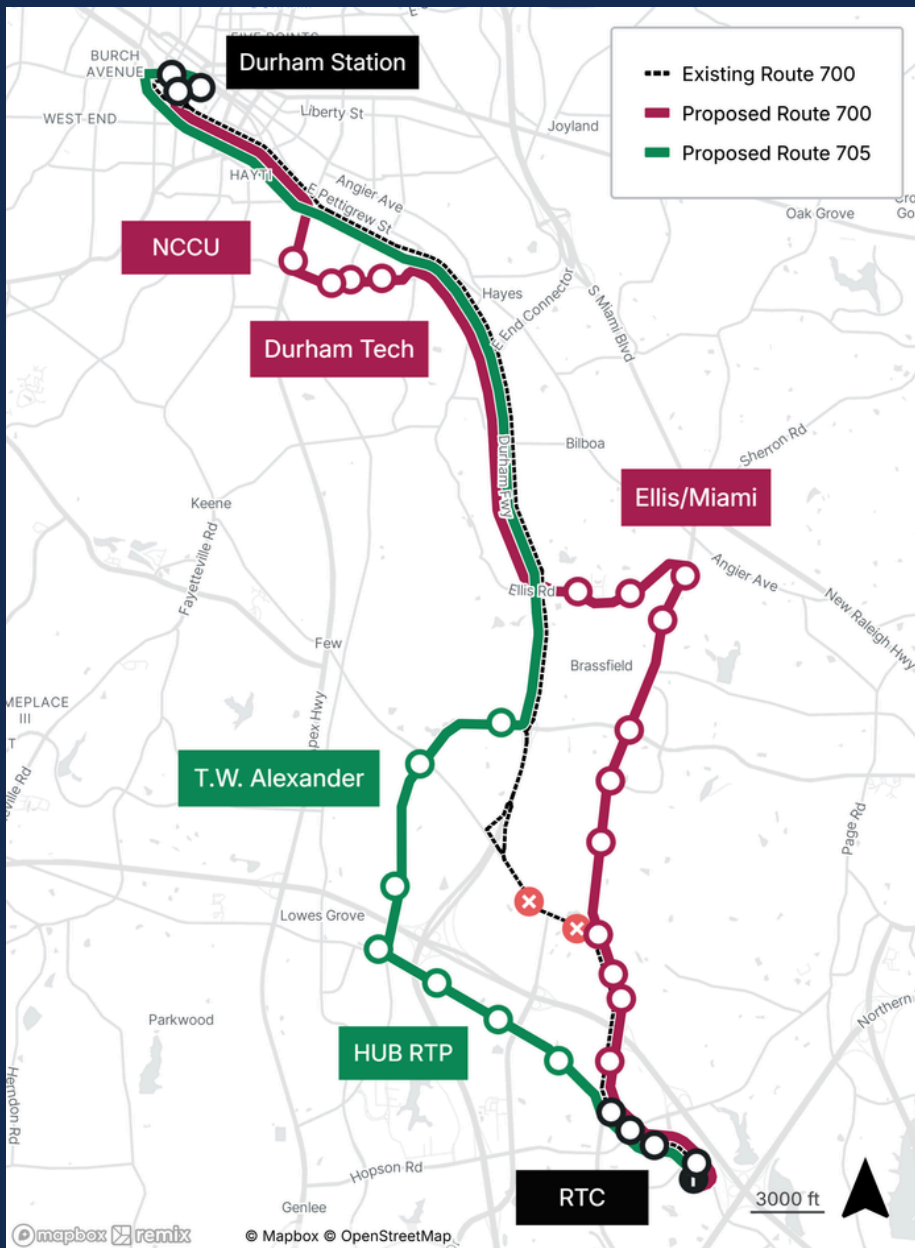 FIVE POINTS
BURCH
AVENUE
Durham Station
WEST END
Liberty St
Joyland
Existing Route 700
Proposed Route 700
Proposed Route 705
HAYTI
Angier Ave
E Pettigrew St
Oak Grove
NCCU
Hayes
E End Connector
S Miami Blvd
Durham Tech
Bilboa
Sherron Rd
Durham Fwy
Keene
Ellis/Miami
Fayetteville Rd
Angier Ave
Ellis Rd
New Raleigh Hwy
Few
Brassfield
MEPLACE
III
T.W. Alexander
Page Rd
Lowes Grove
Parkwood
Northern
HUB RTP
Herndon Rd
Hopson Rd
RTC
Genlee
3000 ft
mapbox remix
© Mapbox © OpenStreetMap